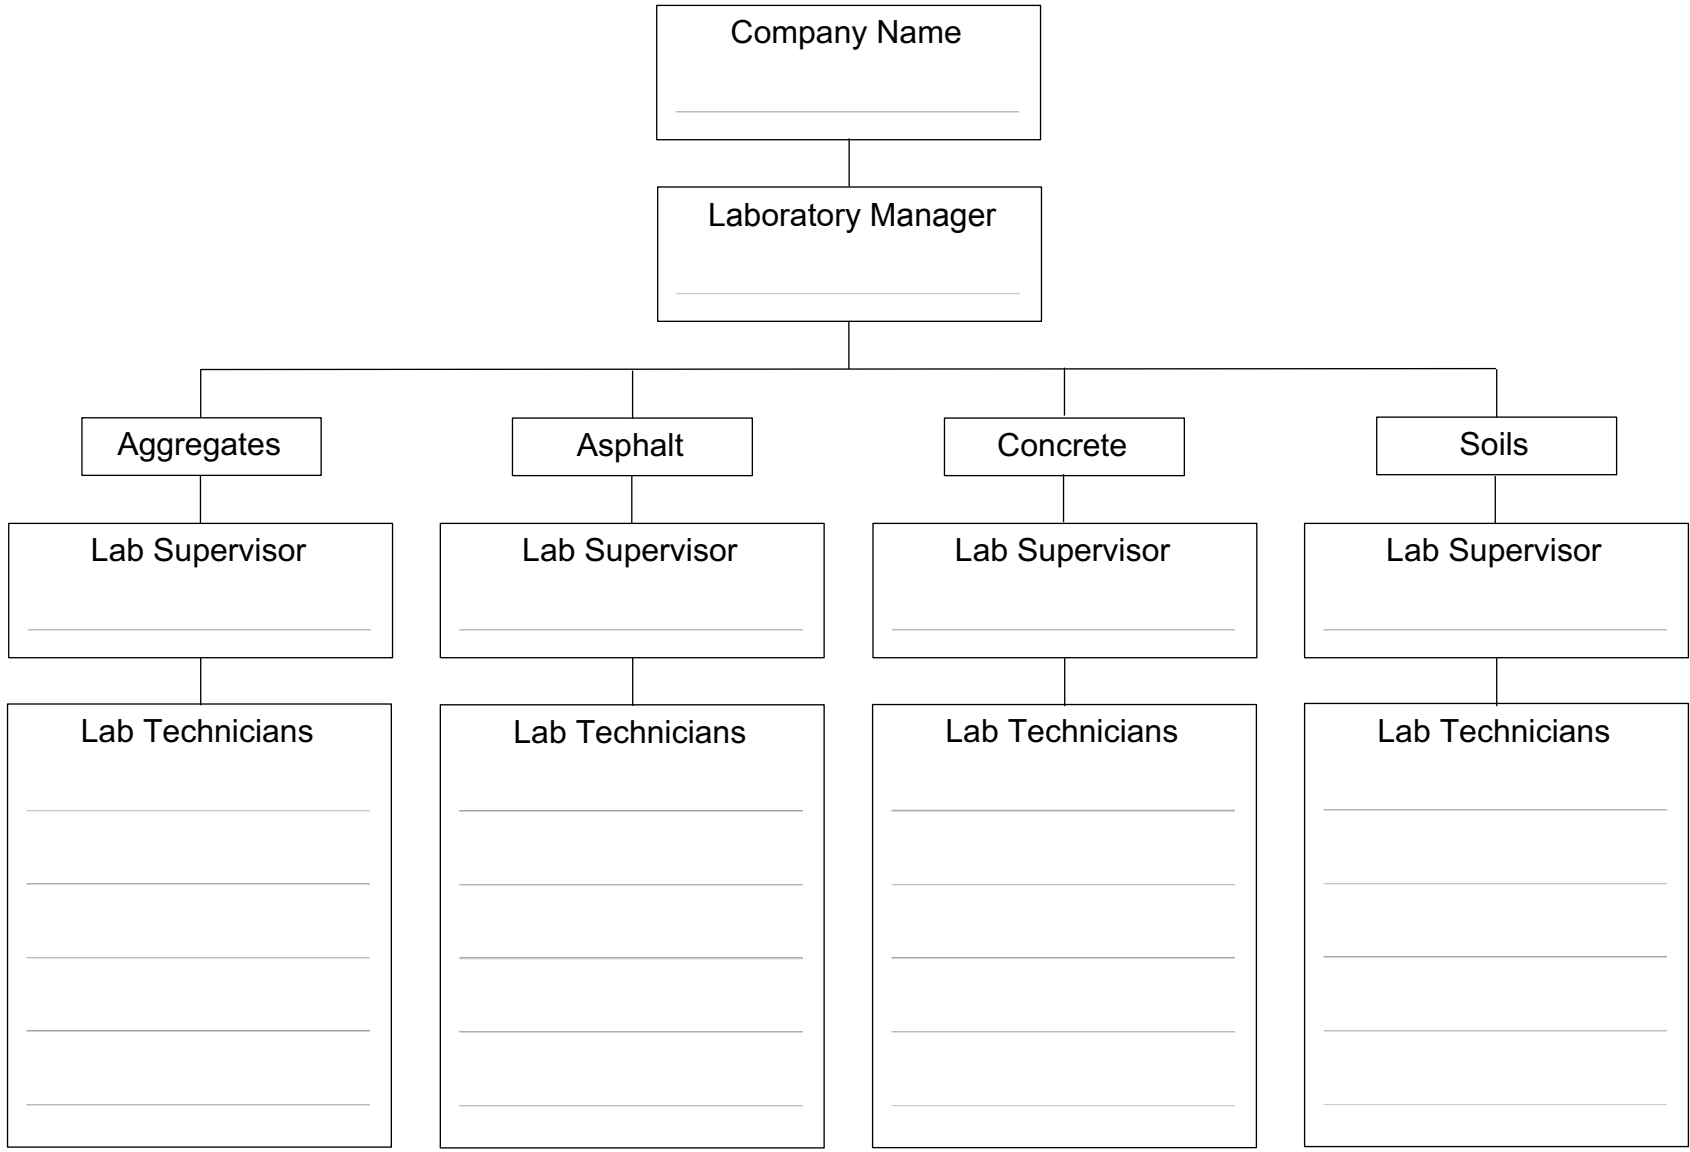 Company Name
Laboratory Manager
Aggregates
Asphalt
Concrete
Soils
Lab Supervisor
Lab Supervisor
Lab Supervisor
Lab Supervisor
Lab Technicians
Lab Technicians
Lab Technicians
Lab Technicians